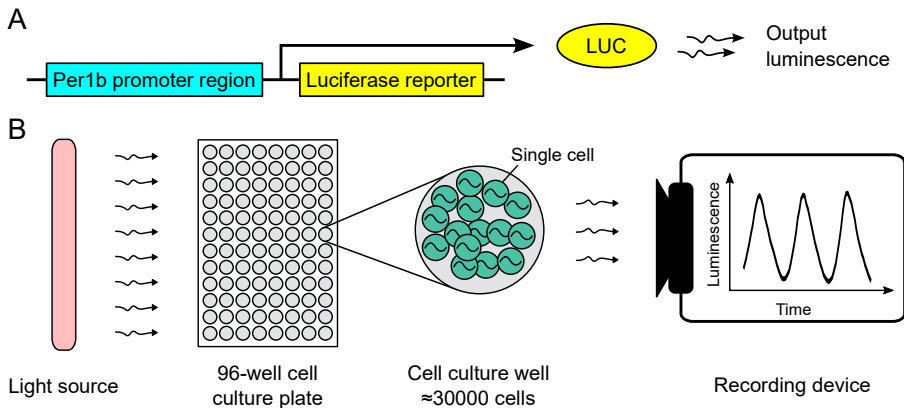 A
Per1b promoter region
Luciferase reporter
LUC
Output
luminescence
B
Single cell
Luminescence
Time
Light source
96-well cell
culture plate
Cell culture well
≈30000 cells
Recording device